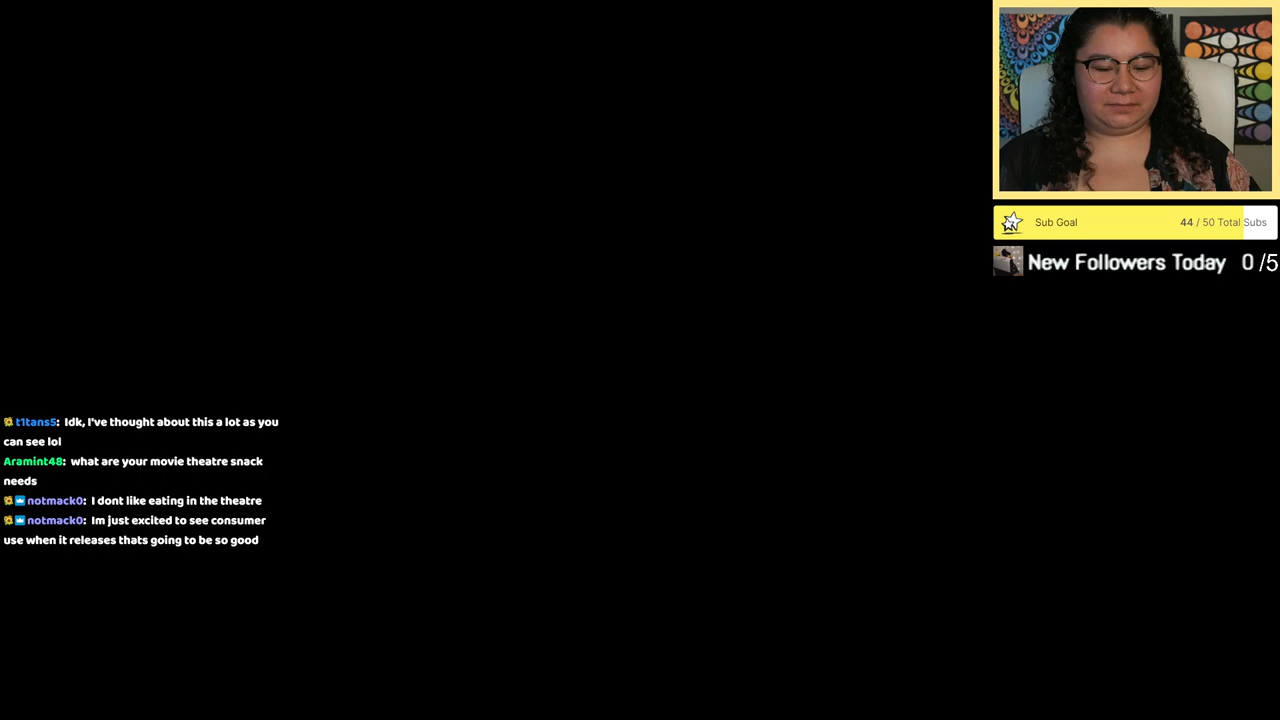 Sub Goal 44 / 50 Total Subs
New Followers Today 0 /5
t1tans5: Idk, I've thought about this a lot as you
can see lol
Aramint48: what are your movie theatre snack
needs
notmack0: I dont like eating in the theatre
notmack0: Im just excited to see consumer
use when it releases thats going to be so good